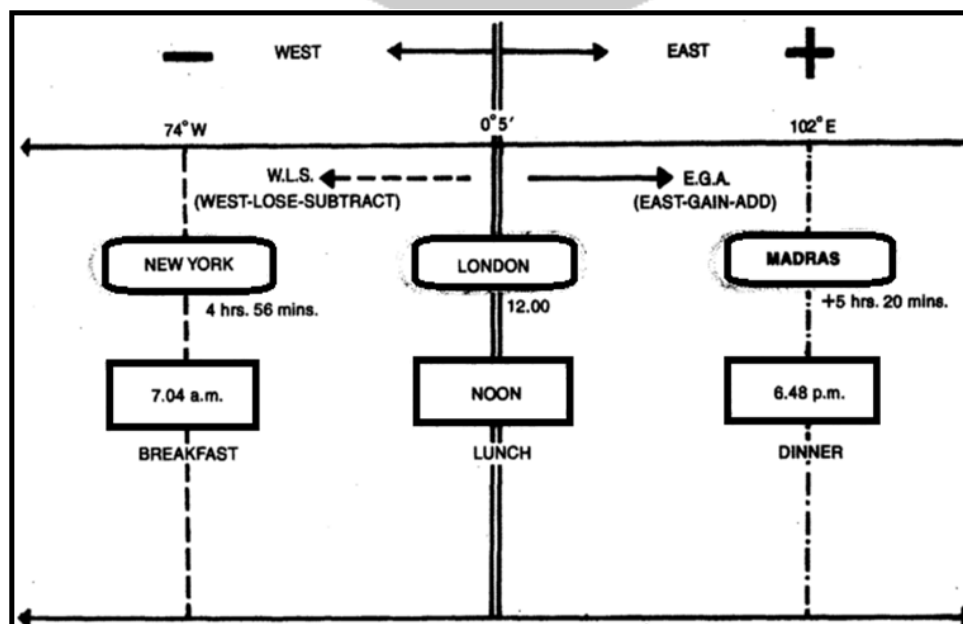 — WEST EAST +
74° W 0° 5′ 102° E
W.L.S. E.G.A.
(WEST-LOSE-SUBTRACT) (EAST-GAIN-ADD)
NEW YORK LONDON MADRAS
4 hrs. 56 mins. 12.00 +5 hrs. 20 mins.
7.04 a.m. NOON 6.48 p.m.
BREAKFAST LUNCH DINNER